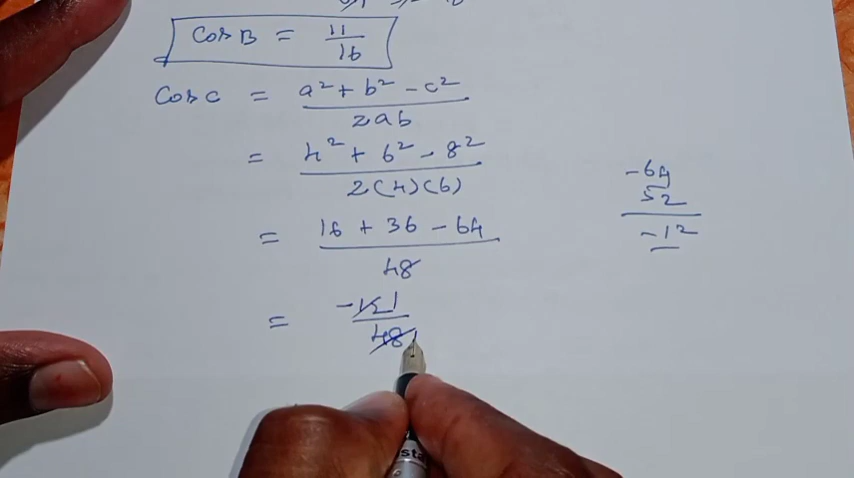 Cos B = 11/16
Cos C = a² + b² - c² / 2ab
= 4² + 6² - 8² / 2(4)(6)
= 16 + 36 - 64 / 48
= -12 1 / 48
-64
52
-12